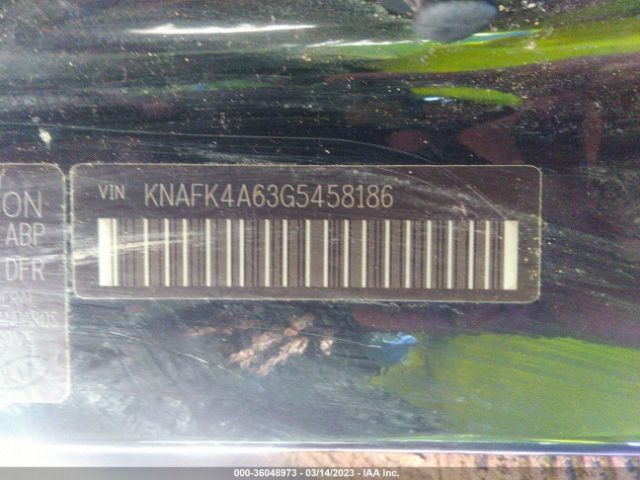 VIN KNAFK4A63G5458186
ON
ABP
DFR
000-36048973 - 03/14/2023 - IAA Inc.